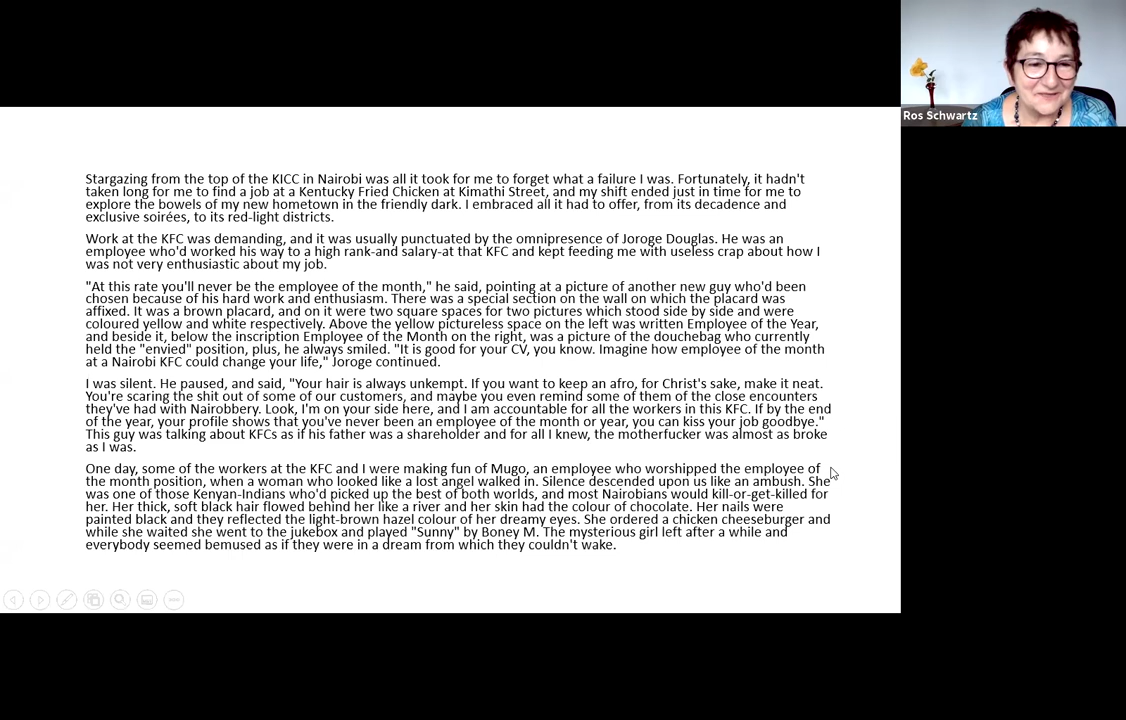 Ros Schwartz
Stargazing from the top of the KICC in Nairobi was all it took for me to forget what a failure I was. Fortunately, it hadn't
taken long for me to find a job at a Kentucky Fried Chicken at Kimathi Street, and my shift ended just in time for me to
explore the bowels of my new hometown in the friendly dark. I embraced all it had to offer, from its decadence and
exclusive soirées, to its red-light districts.
Work at the KFC was demanding, and it was usually punctuated by the omnipresence of Joroge Douglas. He was an
employee who'd worked his way to a high rank-and salary-at that KFC and kept feeding me with useless crap about how I
was not very enthusiastic about my job.
"At this rate you'll never be the employee of the month," he said, pointing at a picture of another new guy who'd been
chosen because of his hard work and enthusiasm. There was a special section on the wall on which the placard was
affixed. It was a brown placard, and on it were two square spaces for two pictures which stood side by side and were
coloured yellow and white respectively. Above the yellow pictureless space on the left was written Employee of the Year,
and beside it, below the inscription Employee of the Month on the right, was a picture of the douchebag who currently
held the "envied" position, plus, he always smiled. "It is good for your CV, you know. Imagine how employee of the month
at a Nairobi KFC could change your life," Joroge continued.
I was silent. He paused, and said, "Your hair is always unkempt. If you want to keep an afro, for Christ's sake, make it neat.
You're scaring the shit out of some of our customers, and maybe you even remind some of them of the close encounters
they've had with Nairobbery. Look, I'm on your side here, and I am accountable for all the workers in this KFC. If by the end
of the year, your profile shows that you've never been an employee of the month or year, you can kiss your job goodbye."
This guy was talking about KFCs as if his father was a shareholder and for all I knew, the motherfucker was almost as broke
as I was.
One day, some of the workers at the KFC and I were making fun of Mugo, an employee who worshipped the employee of
the month position, when a woman who looked like a lost angel walked in. Silence descended upon us like an ambush. She
was one of those Kenyan-Indians who'd picked up the best of both worlds, and most Nairobians would kill-or-get-killed for
her. Her thick, soft black hair flowed behind her like a river and her skin had the colour of chocolate. Her nails were
painted black and they reflected the light-brown hazel colour of her dreamy eyes. She ordered a chicken cheeseburger and
while she waited she went to the jukebox and played "Sunny" by Boney M. The mysterious girl left after a while and
everybody seemed bemused as if they were in a dream from which they couldn't wake.